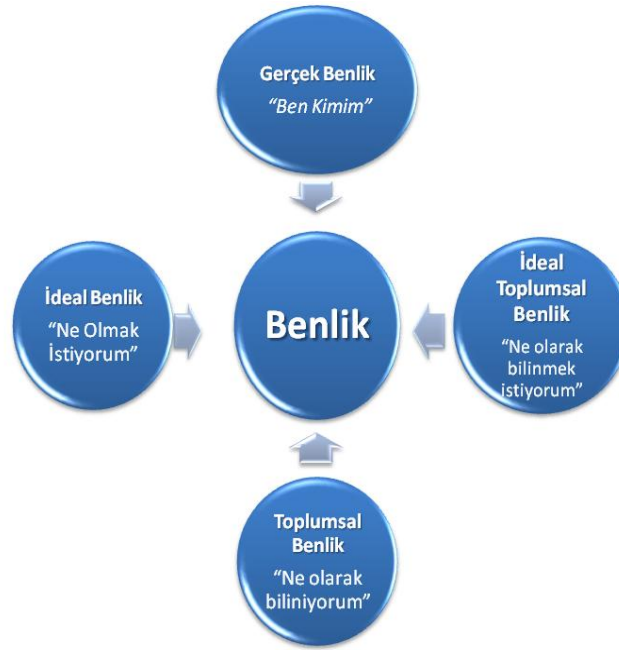 Gerçek Benlik
“Ben Kimim”
İdeal Benlik
“Ne Olmak
İstiyorum”
Benlik
İdeal
Toplumsal
Benlik
“Ne olarak
bilinmek
istiyorum”
Toplumsal
Benlik
“Ne olarak
biliniyorum”